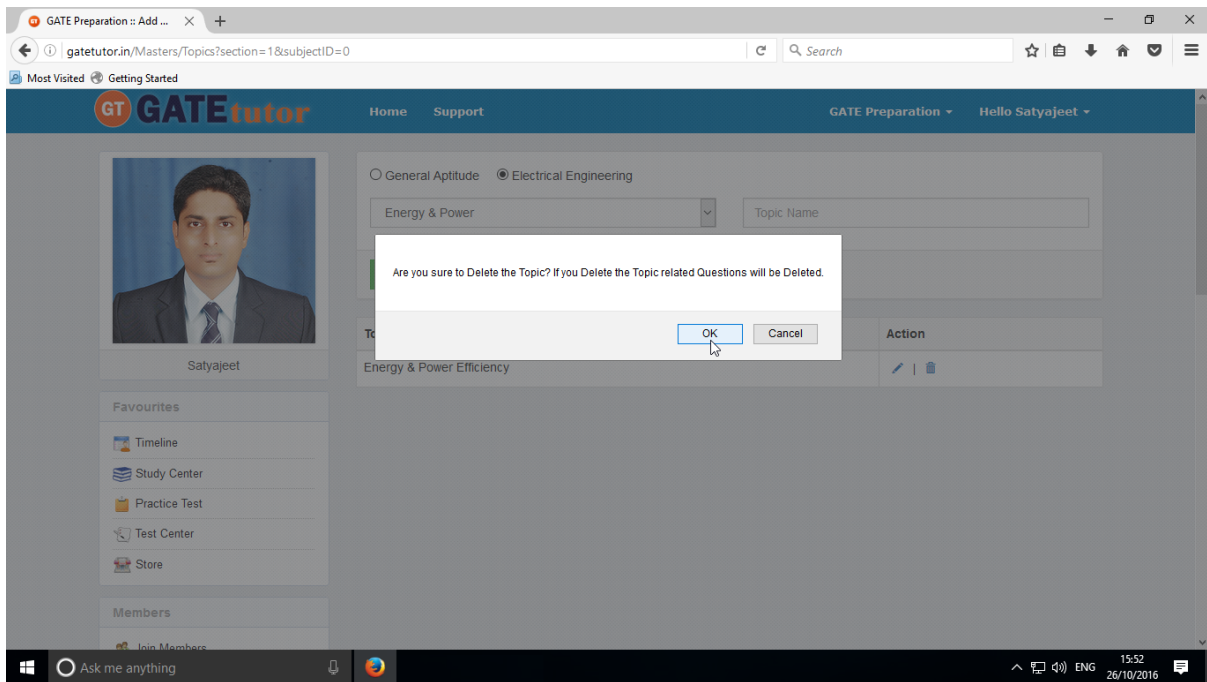 GATE Preparation :: Add ...
gatetutor.in/Masters/Topics?section=1&subjectID=0
Search
Most Visited Getting Started
GT GATEtutor Home Support GATE Preparation Hello Satyajeet
General Aptitude Electrical Engineering
Energy & Power Topic Name
Are you sure to Delete the Topic? If you Delete the Topic related Questions will be Deleted.
OK Cancel
Action
Satyajeet
Energy & Power Efficiency |
Favourites
Timeline
Study Center
Practice Test
Test Center
Store
Members
Join Members
Ask me anything
ENG
15:52
26/10/2016